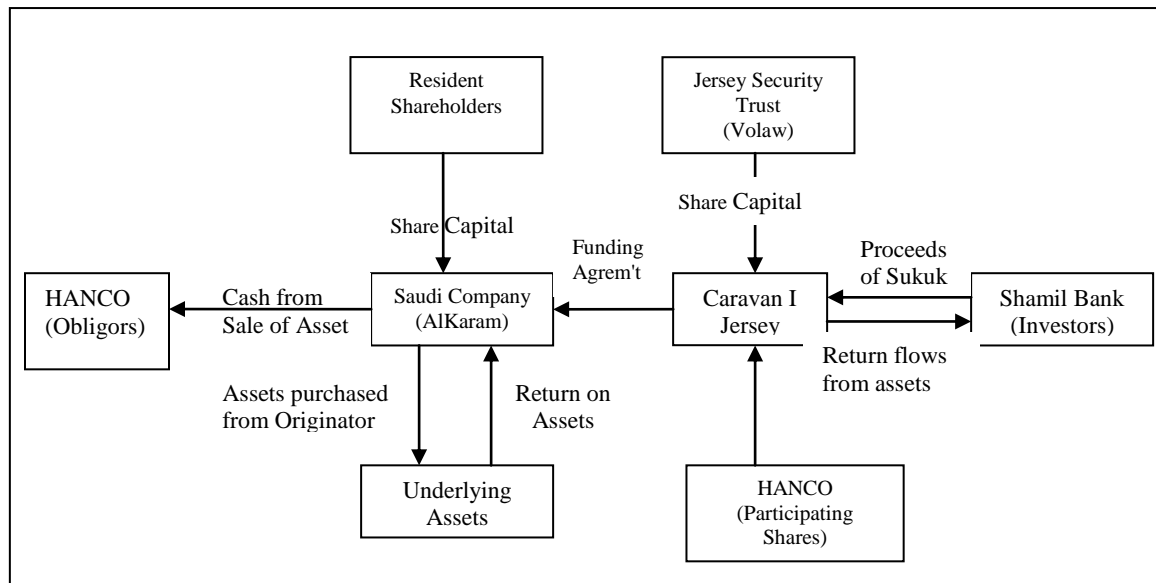 Resident
Shareholders
Jersey Security
Trust
(Volaw)
Share Capital
Share Capital
Funding
Agrem't
Proceeds
of Sukuk
HANCO
(Obligors)
Cash from
Sale of Asset
Saudi Company
(AlKaram)
Caravan I
Jersey
Shamil Bank
(Investors)
Return flows
from assets
Assets purchased
from Originator
Return on
Assets
Underlying
Assets
HANCO
(Participating
Shares)